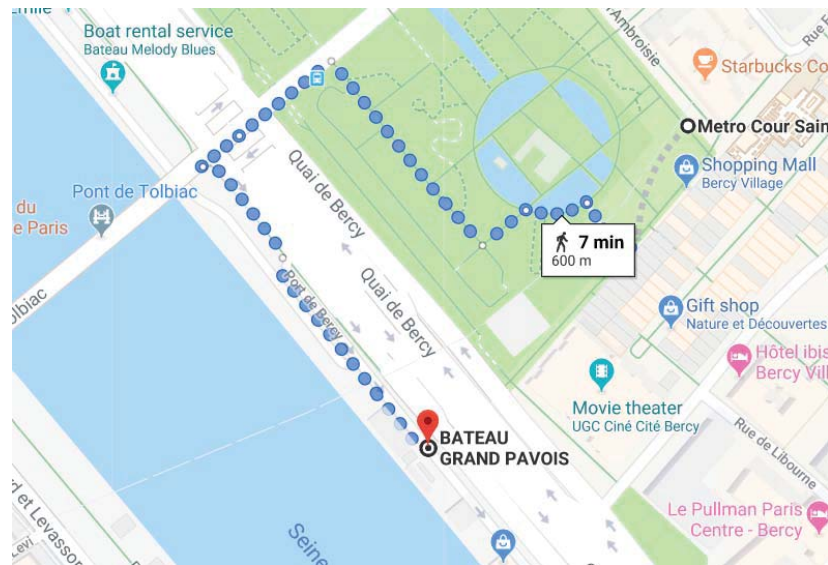 Boat rental service
Bateau Melody Blues
d'Ambroisie
Rue F
Starbucks Co
Metro Cour Sain
Shopping Mall
Bercy Village
Quai de Bercy
Pont de Tolbiac
du
e Paris
7 min
600 m
olbiac
Port de Bercy
Quai de Bercy
Gift shop
Nature et Découvertes
Hôtel ibis
Bercy Vill
Movie theater
UGC Ciné Cité Bercy
BATEAU
GRAND PAVOIS
Rue de Libourne
Le Pullman Paris
Centre - Bercy
rd et Levassor
Levi
Seine